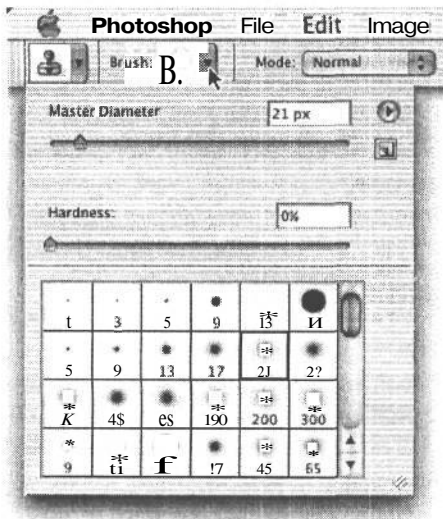 Photoshop File Edit Image
Brush: B. Mode: Normal
Master Diameter 21 px
Hardness: 0%
t 3 5 9 13 И
5 9 13 17 2J 2?
K 4$ es 190 200 300
9 ti f !7 45 65